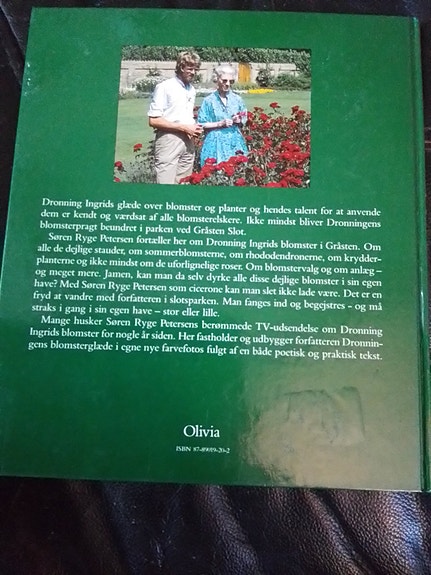 Dronning Ingrids glæde over blomster og planter og hendes talent for at anvende
dem er kendt og værdsat af alle blomsterelskere. Ikke mindst bliver Dronningens
blomsterpragt beundret i parken ved Gråsten Slot.
Søren Ryge Petersen fortæller her om Dronning Ingrids blomster i Gråsten. Om
alle de dejlige stauder, om sommerblomsterne, om rhododendronerne, om krydder-
planterne og ikke mindst om de uforlignelige roser. Om blomstervalg og om anlæg –
og meget mere. Jamen, kan man da selv dyrke alle disse dejlige blomster i sin egen
have? Med Søren Ryge Petersen som cicerone kan man slet ikke lade være. Det er en
fryd at vandre med forfatteren i slotsparken. Man fanges ind og begejstres – og må
straks i gang i sin egen have – stor eller lille.
Mange husker Søren Ryge Petersens berømmede TV-udsendelse om Dronning
Ingrids blomster for nogle år siden. Her fastholder og udbygger forfatteren Dronnin-
gens blomsterglæde i egne nye farvefotos fulgt af en både poetisk og praktisk tekst.
Olivia
ISBN 87-89019-20-2